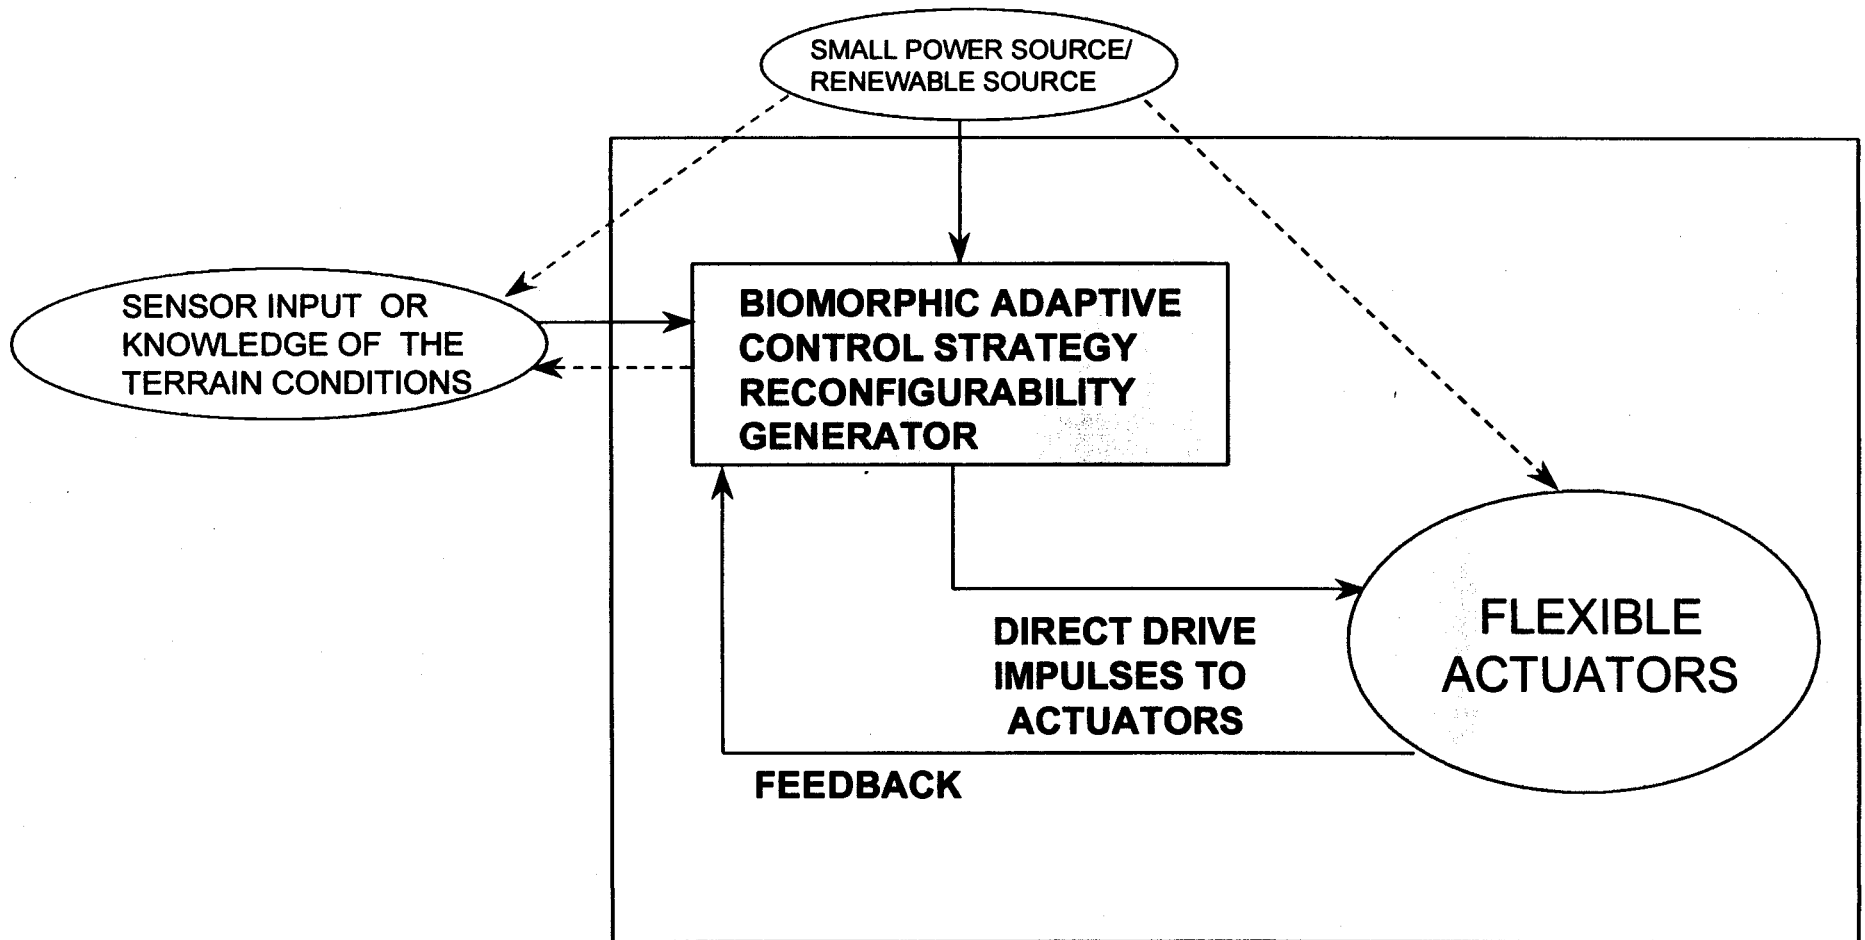 SMALL POWER SOURCE/
RENEWABLE SOURCE
SENSOR INPUT OR
KNOWLEDGE OF THE
TERRAIN CONDITIONS
BIOMORPHIC ADAPTIVE
CONTROL STRATEGY
RECONFIGURABILITY
GENERATOR
FLEXIBLE
ACTUATORS
DIRECT DRIVE
IMPULSES TO
ACTUATORS
FEEDBACK